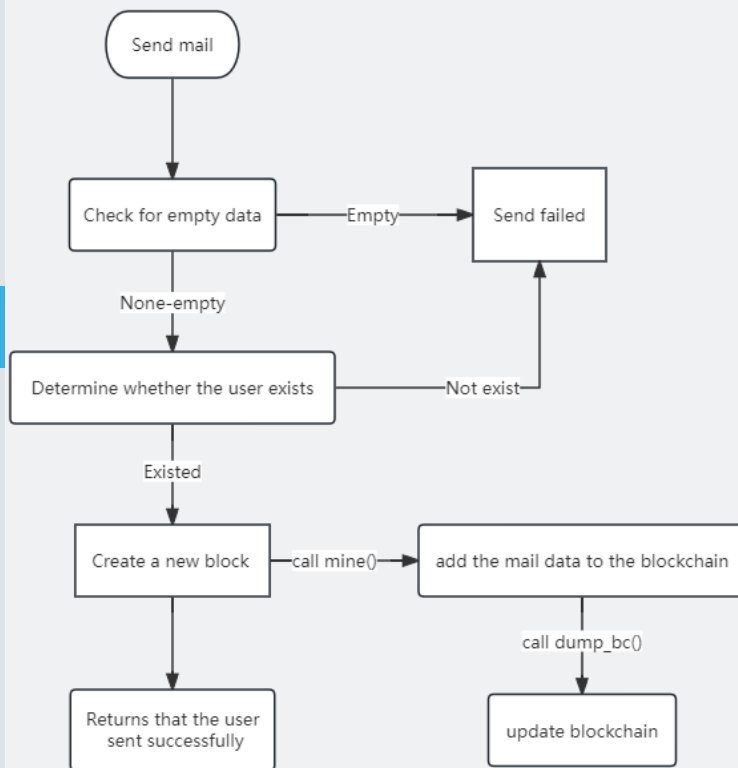 Send mail
Check for empty data
Empty
Send failed
None-empty
Determine whether the user exists
Not exist
Existed
Create a new block
call mine()
add the mail data to the blockchain
call dump_bc()
Returns that the user
sent successfully
update blockchain